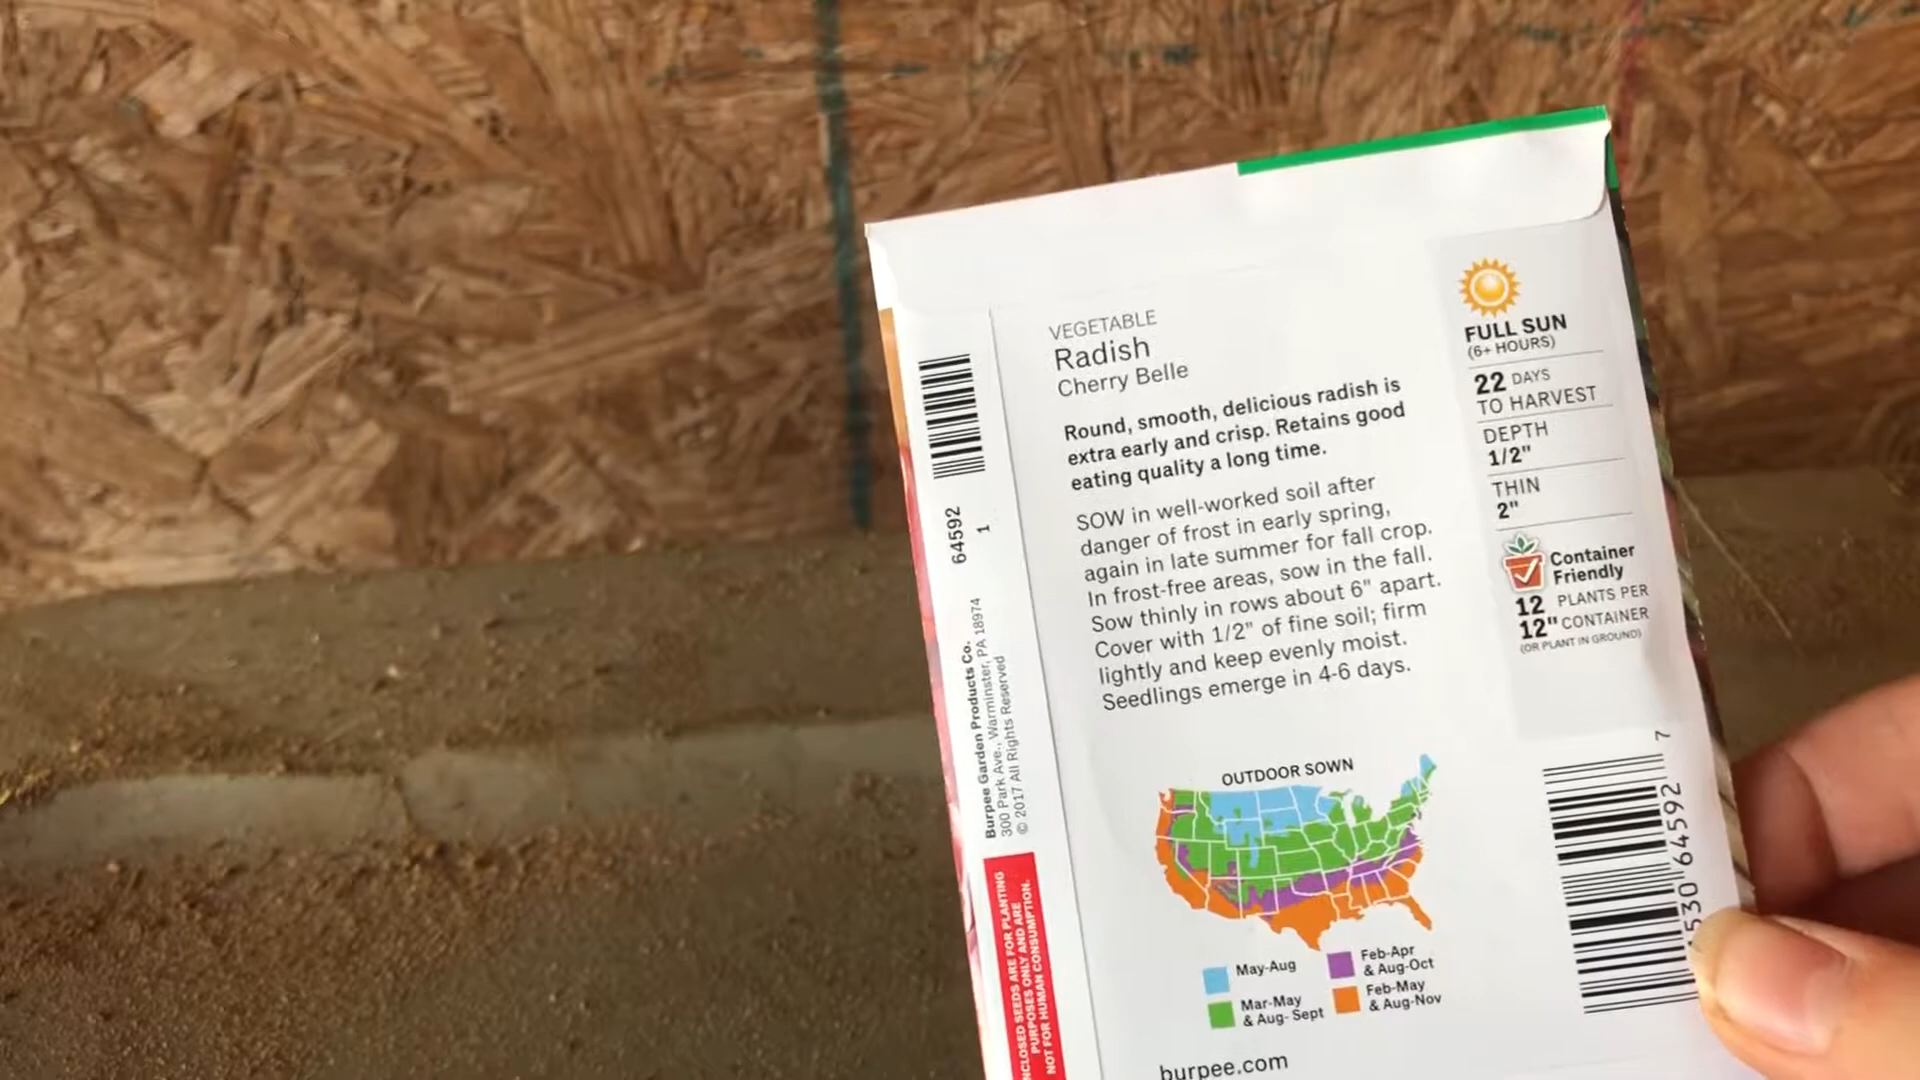 VEGETABLE
Radish
Cherry Belle
Round, smooth, delicious radish is
extra early and crisp. Retains good
eating quality a long time.
SOW in well-worked soil after
danger of frost in early spring,
again in late summer for fall crop.
In frost-free areas, sow in the fall.
Sow thinly in rows about 6" apart.
Cover with 1/2" of fine soil; firm
lightly and keep evenly moist.
Seedlings emerge in 4-6 days.
OUTDOOR SOWN
May-Aug
Mar-May
& Aug- Sept
Feb-Apr
& Aug-Oct
Feb-May
& Aug-Nov
burpee.com
FULL SUN
(6+ HOURS)
22 DAYS
TO HARVEST
DEPTH
1/2"
THIN
2"
Container
Friendly
12 PLANTS PER
12" CONTAINER
(OR PLANT IN GROUND)
7
64592
64592
1
Burpee Garden Products Co.
300 Park Ave., Warminster, PA 18974
© 2017 All Rights Reserved
NCLOSED SEEDS ARE FOR PLANTING
PURPOSES ONLY AND ARE
NOT FOR HUMAN CONSUMPTION.